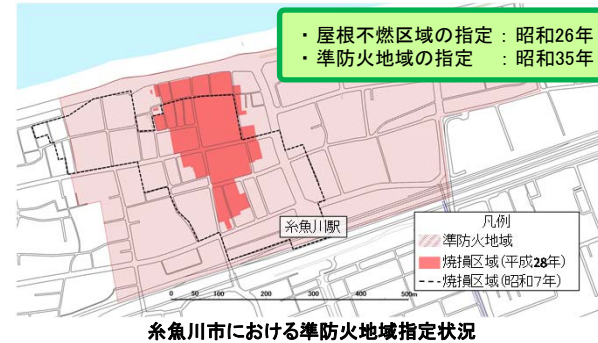 ・屋根不燃区域の指定：昭和26年
・準防火地域の指定　：昭和35年
糸魚川駅
凡例
準防火地域
焼損区域(平成28年)
焼損区域(昭和7年)
0 50 100 200 300 400 500m
糸魚川市における準防火地域指定状況